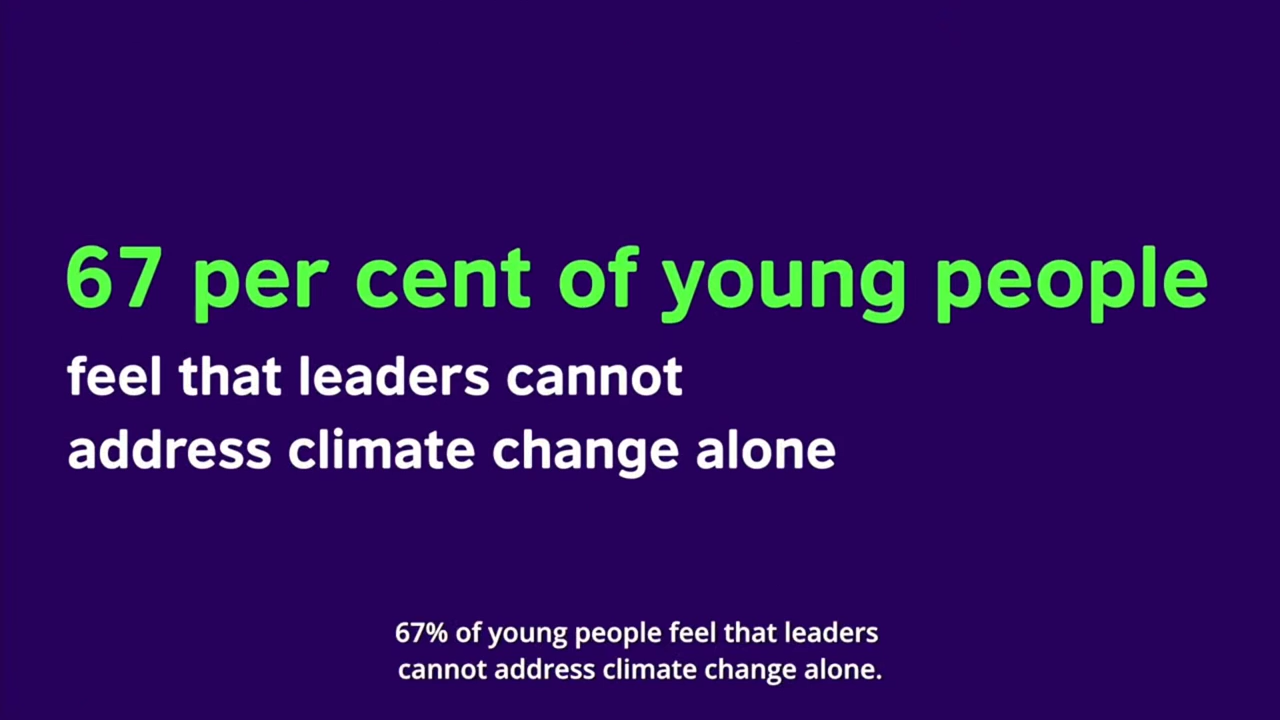 67 per cent of young people
feel that leaders cannot
address climate change alone
67% of young people feel that leaders
cannot address climate change alone.